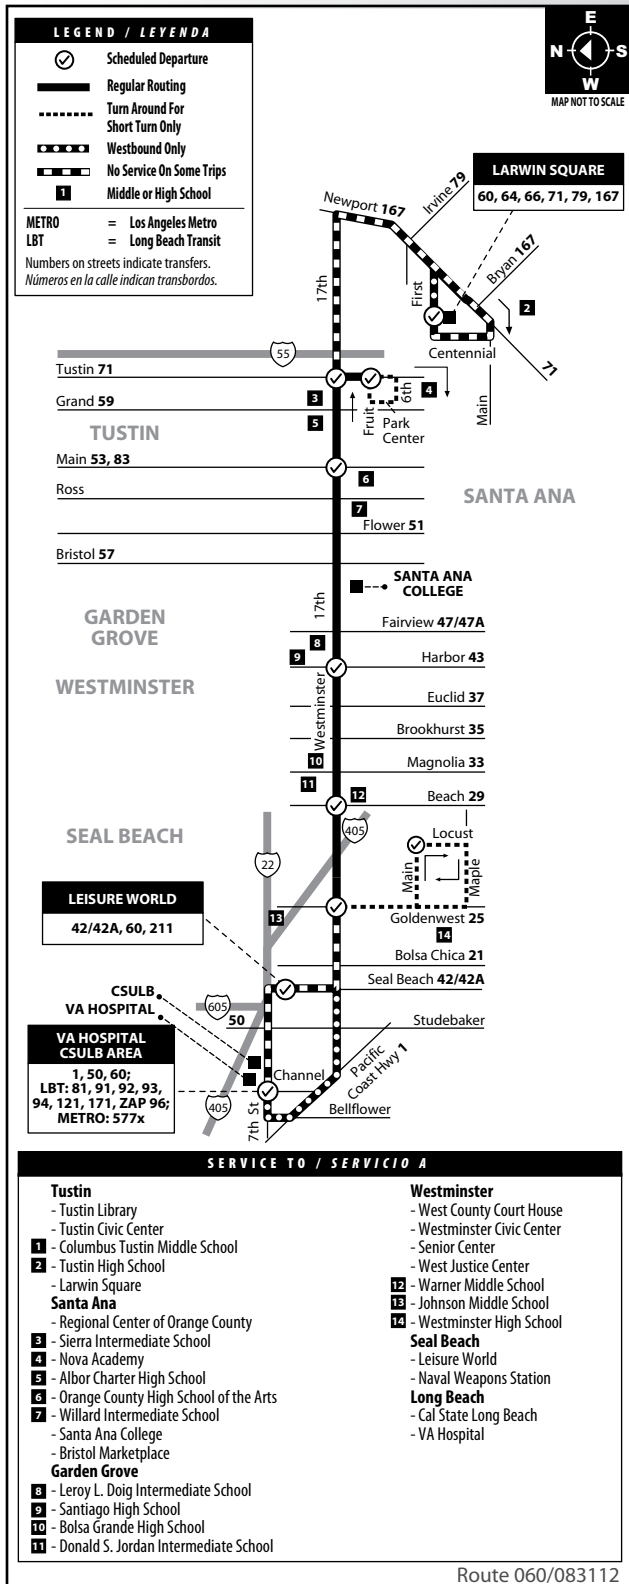 LEGEND / LEYENDA
Scheduled Departure
Regular Routing
Turn Around For
Short Turn Only
Westbound Only
No Service On Some Trips
1 Middle or High School
METRO = Los Angeles Metro
LBT = Long Beach Transit
Numbers on streets indicate transfers.
Números en la calle indican transbordos.
E
N S
W
MAP NOT TO SCALE
LARWIN SQUARE
60, 64, 66, 71, 79, 167
Newport 167
Irvine 79
Bryan 167
17th
First
2
Centennial
55
71
Main
Tustin 71
6th
4
3
Grand 59
5
Fruit
Park
Center
TUSTIN
Main 53, 83
6
Ross
SANTA ANA
7
Flower 51
Bristol 57
SANTA ANA
COLLEGE
17th
GARDEN
GROVE
Fairview 47/47A
8
9
Harbor 43
WESTMINSTER
Westminster
Euclid 37
Brookhurst 35
10
Magnolia 33
11
12
Beach 29
SEAL BEACH
405
22
Locust
Main
Maple
LEISURE WORLD
42/42A, 60, 211
13
Goldenwest 25
14
Bolsa Chica 21
Seal Beach 42/42A
CSULB
VA HOSPITAL
605
50
Studebaker
VA HOSPITAL
CSULB AREA
1, 50, 60;
LBT: 81, 91, 92, 93,
94, 121, 171, ZAP 96;
METRO: 577x
Channel
Pacific
Coast Hwy 1
405
7th St
Bellflower
SERVICE TO / SERVICIO A
Tustin
- Tustin Library
- Tustin Civic Center
1 - Columbus Tustin Middle School
2 - Tustin High School
- Larwin Square
Santa Ana
- Regional Center of Orange County
3 - Sierra Intermediate School
4 - Nova Academy
5 - Albor Charter High School
6 - Orange County High School of the Arts
7 - Willard Intermediate School
- Santa Ana College
- Bristol Marketplace
Garden Grove
8 - Leroy L. Doig Intermediate School
9 - Santiago High School
10 - Bolsa Grande High School
11 - Donald S. Jordan Intermediate School
Westminster
- West County Court House
- Westminster Civic Center
- Senior Center
- West Justice Center
12 - Warner Middle School
13 - Johnson Middle School
14 - Westminster High School
Seal Beach
- Leisure World
- Naval Weapons Station
Long Beach
- Cal State Long Beach
- VA Hospital
Route 060/083112